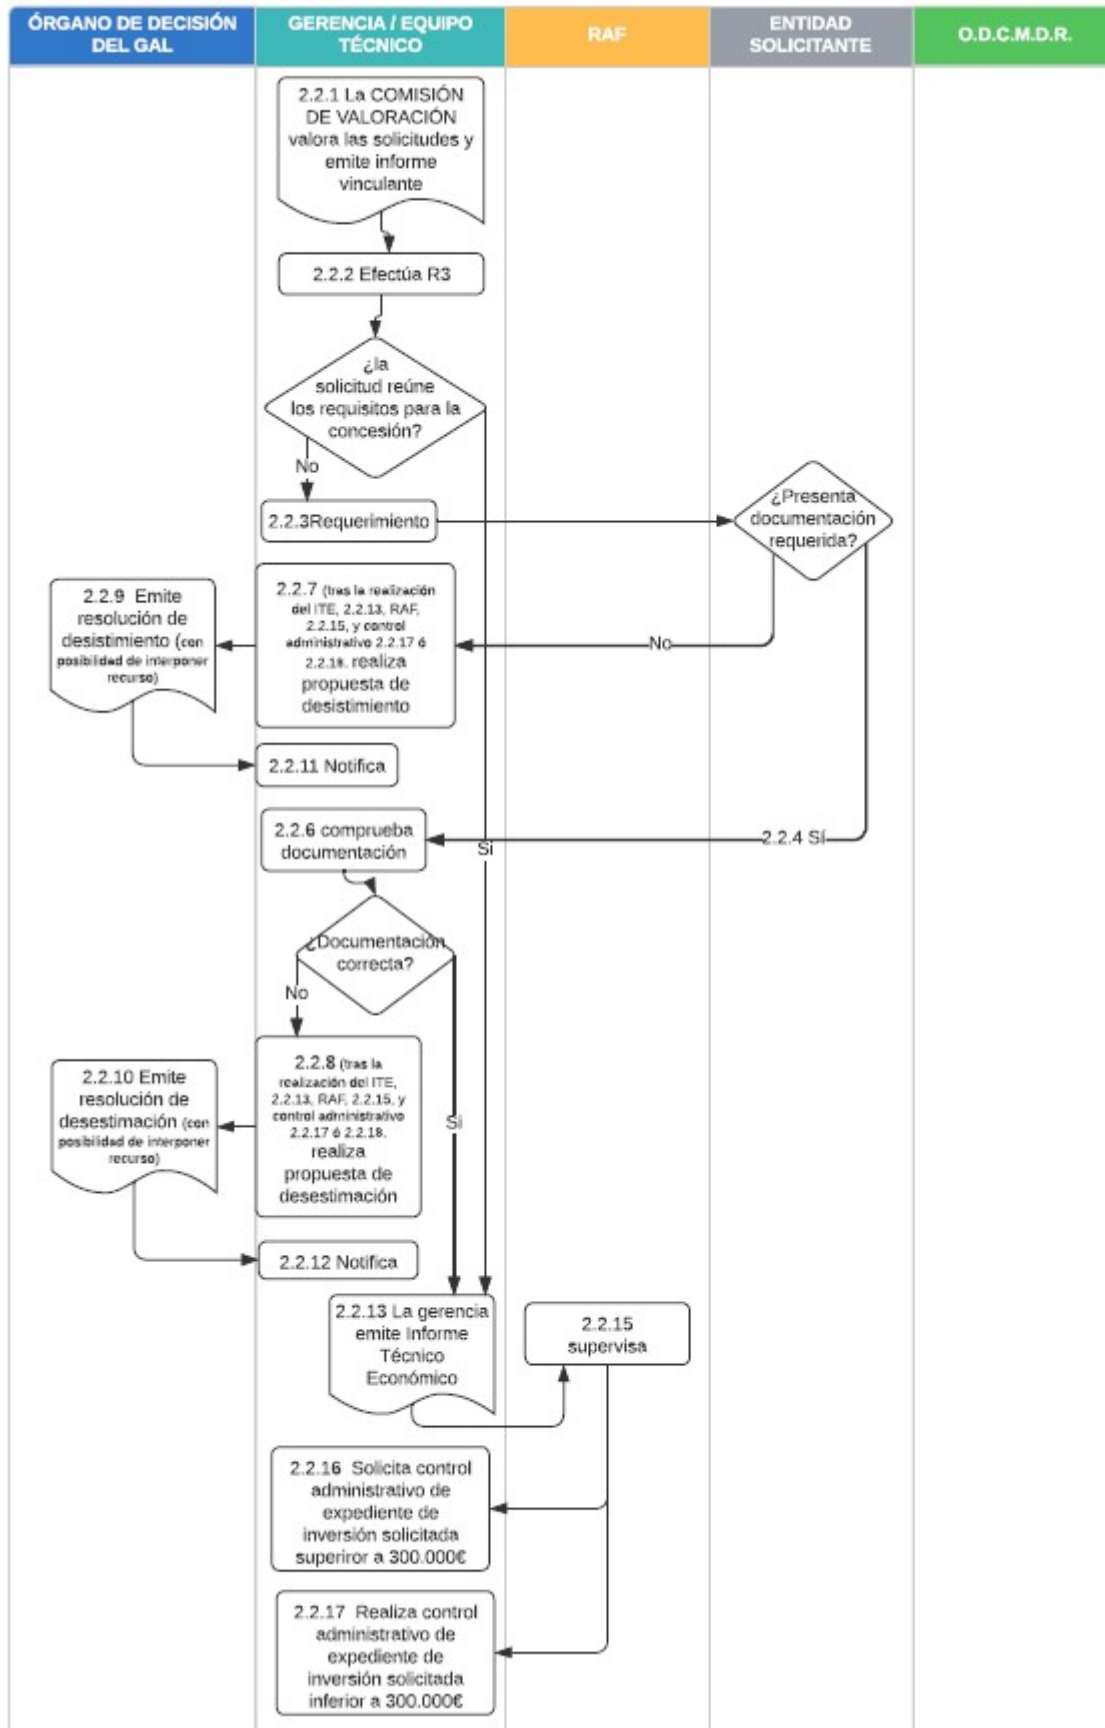 ÓRGANO DE DECISIÓN
DEL GAL
GERENCIA / EQUIPO
TÉCNICO
RAF
ENTIDAD
SOLICITANTE
O.D.C.M.D.R.
2.2.1 La COMISIÓN
DE VALORACIÓN
valora las solicitudes y
emite informe
vinculante
2.2.2 Efectúa R3
¿la
solicitud reúne
los requisitos para la
concesión?
No
2.2.3Requerimiento
¿Presenta
documentación
requerida?
2.2.9 Emite
resolución de
desistimiento (con
posibilidad de interponer
recurso)
2.2.7 (tras la realización
del ITE, 2.2.13, RAF,
2.2.15, y control
administrativo 2.2.17 ó
2.2.18. realiza
propuesta de
desistimiento
No
2.2.11 Notifica
2.2.6 comprueba
documentación
Si
2.2.4 Sí
¿Documentación
correcta?
No
2.2.10 Emite
resolución de
desestimación (con
posibilidad de interponer
recurso)
2.2.8 (tras la
realización del ITE,
2.2.13, RAF, 2.2.15, y
control administrativo
2.2.17 ó 2.2.18.
realiza
propuesta de
desestimación
Si
2.2.12 Notifica
2.2.13 La gerencia
emite Informe
Técnico
Económico
2.2.15
supervisa
2.2.16 Solicita control
administrativo de
expediente de
inversión solicitada
superiror a 300.000€
2.2.17 Realiza control
administrativo de
expediente de
inversión solicitada
inferior a 300.000€